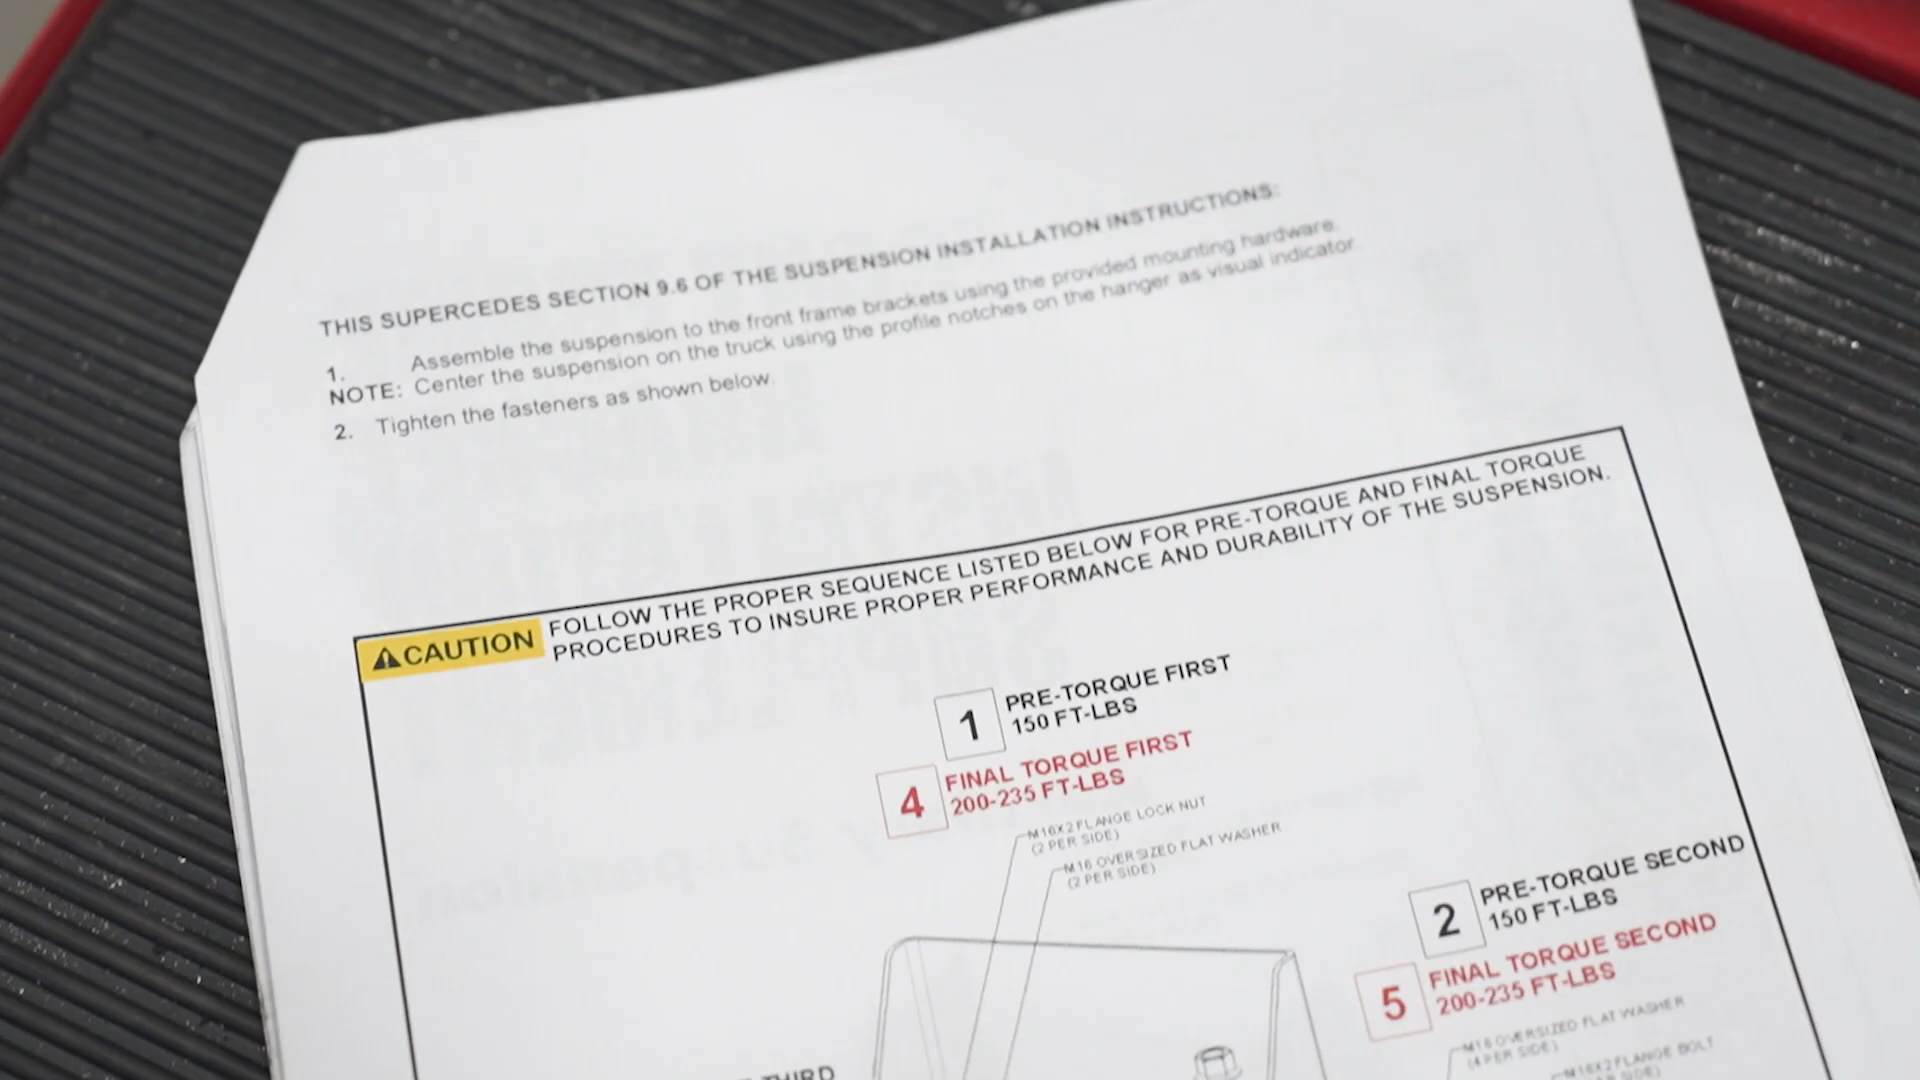 THIS SUPERCEDES SECTION 9.6 OF THE SUSPENSION INSTALLATION INSTRUCTIONS:
1. Assemble the suspension to the front frame brackets using the provided mounting hardware.
NOTE: Center the suspension on the truck using the profile notches on the hanger as visual indicator
2. Tighten the fasteners as shown below.
CAUTION FOLLOW THE PROPER SEQUENCE LISTED BELOW FOR PRE-TORQUE AND FINAL TORQUE
PROCEDURES TO INSURE PROPER PERFORMANCE AND DURABILITY OF THE SUSPENSION.
1 PRE-TORQUE FIRST
150 FT-LBS
4 FINAL TORQUE FIRST
200-235 FT-LBS
M16X2 FLANGE LOCK NUT
(2 PER SIDE)
M16 OVERSIZED FLAT WASHER
(2 PER SIDE)
2 PRE-TORQUE SECOND
150 FT-LBS
5 FINAL TORQUE SECOND
200-235 FT-LBS
M16 OVERSIZED FLAT WASHER
(4 PER SIDE)
M16X2 FLANGE BOLT
SIDE)
THIRD